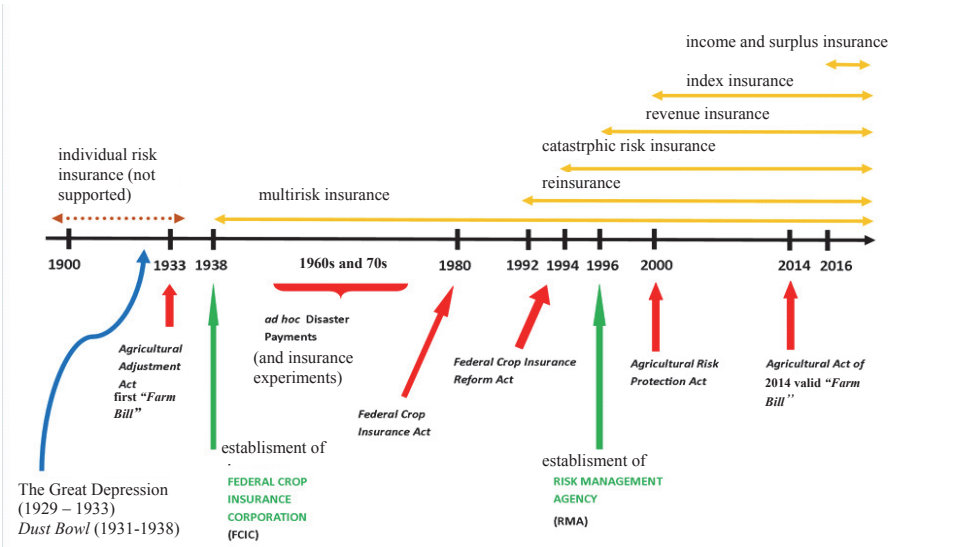 income and surplus insurance
index insurance
revenue insurance
catastrphic risk insurance
reinsurance
individual risk
insurance (not
supported)
multirisk insurance
1900
1933
1938
1960s and 70s
1980
1992
1994
1996
2000
2014
2016
ad hoc Disaster
Payments
(and insurance
experiments)
Agricultural
Adjustment
Act
first “Farm
Bill”
Federal Crop
Insurance Act
Federal Crop Insurance
Reform Act
Agricultural Risk
Protection Act
Agricultural Act of
2014 valid “Farm
Bill’’
establisment of
FEDERAL CROP
INSURANCE
CORPORATION
(FCIC)
establisment of
RISK MANAGEMENT
AGENCY
(RMA)
The Great Depression
(1929 – 1933)
Dust Bowl (1931-1938)